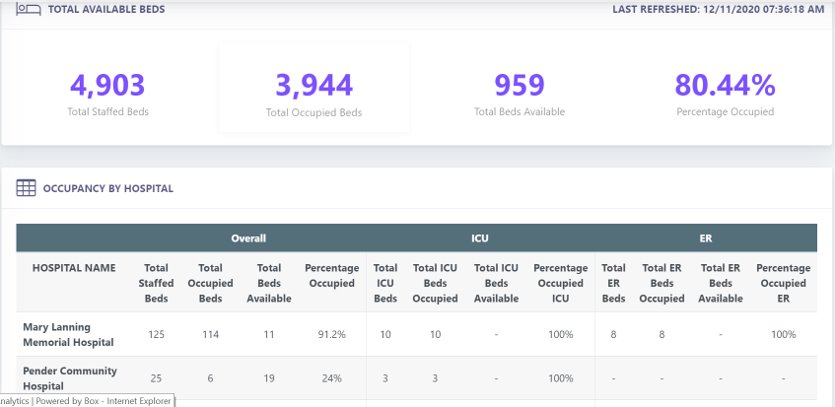 TOTAL AVAILABLE BEDS LAST REFRESHED: 12/11/2020 07:36:18 AM
4,903 3,944 959 80.44%
Total Staffed Beds Total Occupied Beds Total Beds Available Percentage Occupied
OCCUPANCY BY HOSPITAL
Overall ICU ER
HOSPITAL NAME Total Staffed Beds Total Occupied Beds Total Beds Available Percentage Occupied Total ICU Beds Total ICU Beds Occupied Total ICU Beds Available Percentage Occupied ICU Total ER Beds Total ER Beds Occupied Total ER Beds Available Percentage Occupied ER
Mary Lanning Memorial Hospital 125 114 11 91.2% 10 10 - 100% 8 8 - 100%
Pender Community Hospital 25 6 19 24% 3 3 - 100% - - - -
nalytics | Powered by Box - Internet Explorer